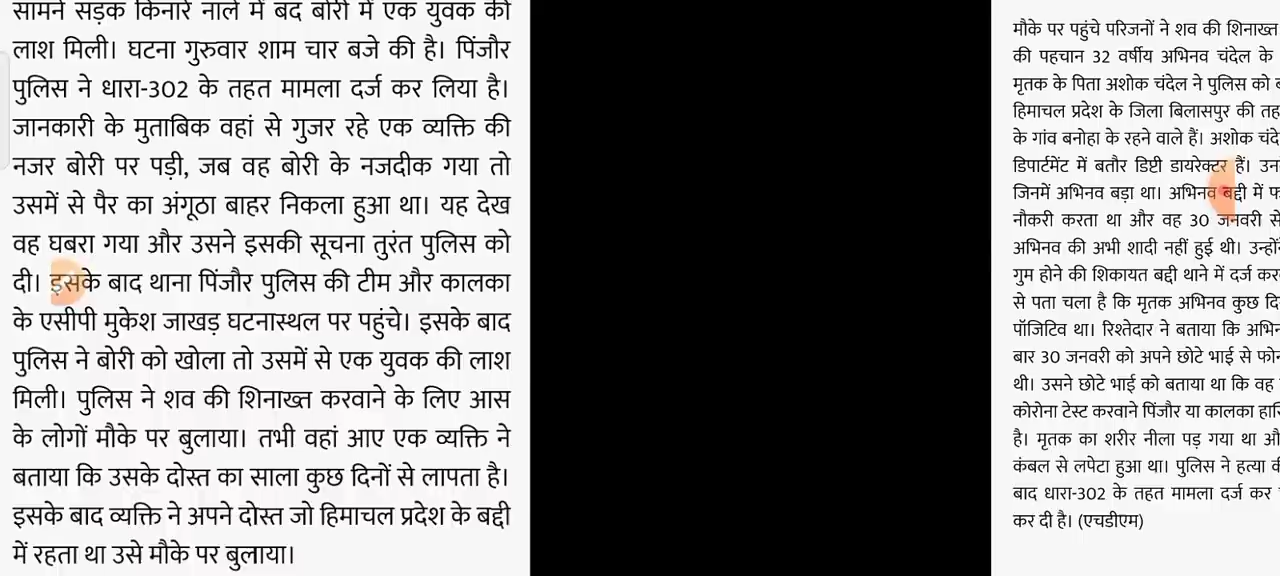 सामने सड़क किनारे नाले में बंद बोरी में एक युवक की
लाश मिली। घटना गुरुवार शाम चार बजे की है। पिंजौर
पुलिस ने धारा-302 के तहत मामला दर्ज कर लिया है।
जानकारी के मुताबिक वहां से गुजर रहे एक व्यक्ति की
नजर बोरी पर पड़ी, जब वह बोरी के नजदीक गया तो
उसमें से पैर का अंगूठा बाहर निकला हुआ था। यह देख
वह घबरा गया और उसने इसकी सूचना तुरंत पुलिस को
दी। इसके बाद थाना पिंजौर पुलिस की टीम और कालका
के एसीपी मुकेश जाखड़ घटनास्थल पर पहुंचे। इसके बाद
पुलिस ने बोरी को खोला तो उसमें से एक युवक की लाश
मिली। पुलिस ने शव की शिनाख्त करवाने के लिए आस
के लोगों मौके पर बुलाया। तभी वहां आए एक व्यक्ति ने
बताया कि उसके दोस्त का साला कुछ दिनों से लापता है।
इसके बाद व्यक्ति ने अपने दोस्त जो हिमाचल प्रदेश के बद्दी
में रहता था उसे मौके पर बुलाया।
मौके पर पहुंचे परिजनों ने शव की शिनाख्त
की पहचान 32 वर्षीय अभिनव चंदेल के
मृतक के पिता अशोक चंदेल ने पुलिस को
हिमाचल प्रदेश के जिला बिलासपुर की तह
के गांव बनोहा के रहने वाले हैं। अशोक चंदे
डिपार्टमेंट में बतौर डिप्टी डायरेक्टर हैं। उन
जिनमें अभिनव बड़ा था। अभिनव बद्दी में फ
नौकरी करता था और वह 30 जनवरी से
अभिनव की अभी शादी नहीं हुई थी। उन्हों
गुम होने की शिकायत बद्दी थाने में दर्ज कर
से पता चला है कि मृतक अभिनव कुछ दि
पॉजिटिव था। रिश्तेदार ने बताया कि अभिन
बार 30 जनवरी को अपने छोटे भाई से फोन
थी। उसने छोटे भाई को बताया था कि वह
कोरोना टेस्ट करवाने पिंजौर या कालका हा
है। मृतक का शरीर नीला पड़ गया था औ
कंबल से लपेटा हुआ था। पुलिस ने हत्या की
बाद धारा-302 के तहत मामला दर्ज कर
कर दी है। (एचडीएम)